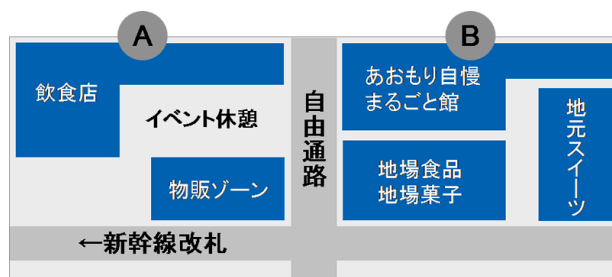 A
B
飲食店
イベント休憩
物販ゾーン
自由通路
あおもり自慢
まるごと館
地場食品
地場菓子
地元スイーツ
←新幹線改札